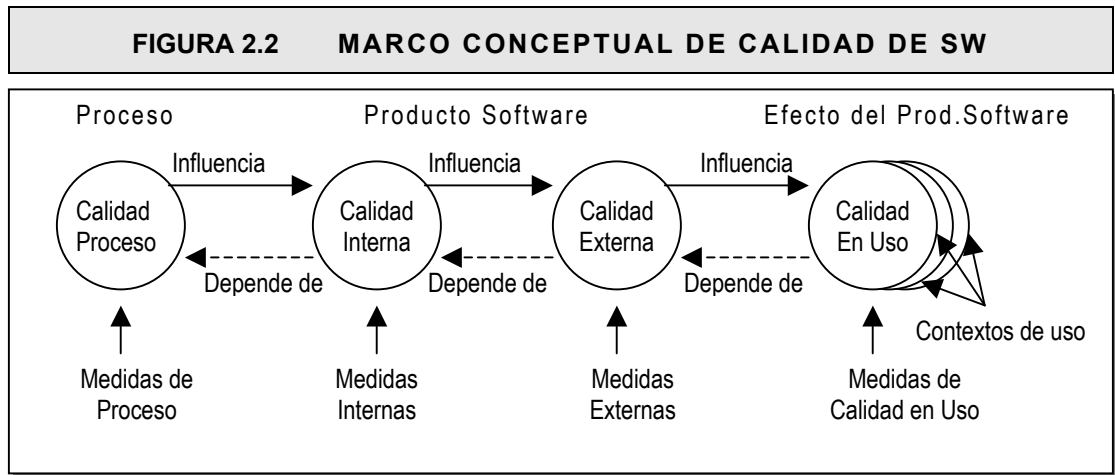 FIGURA 2.2 MARCO CONCEPTUAL DE CALIDAD DE SW
Proceso Producto Software Efecto del Prod.Software
Influencia Influencia Influencia
Calidad
Proceso
Calidad
Interna
Calidad
Externa
Calidad
En Uso
Depende de Depende de Depende de
Contextos de uso
Medidas de
Proceso
Medidas
Internas
Medidas
Externas
Medidas de
Calidad en Uso